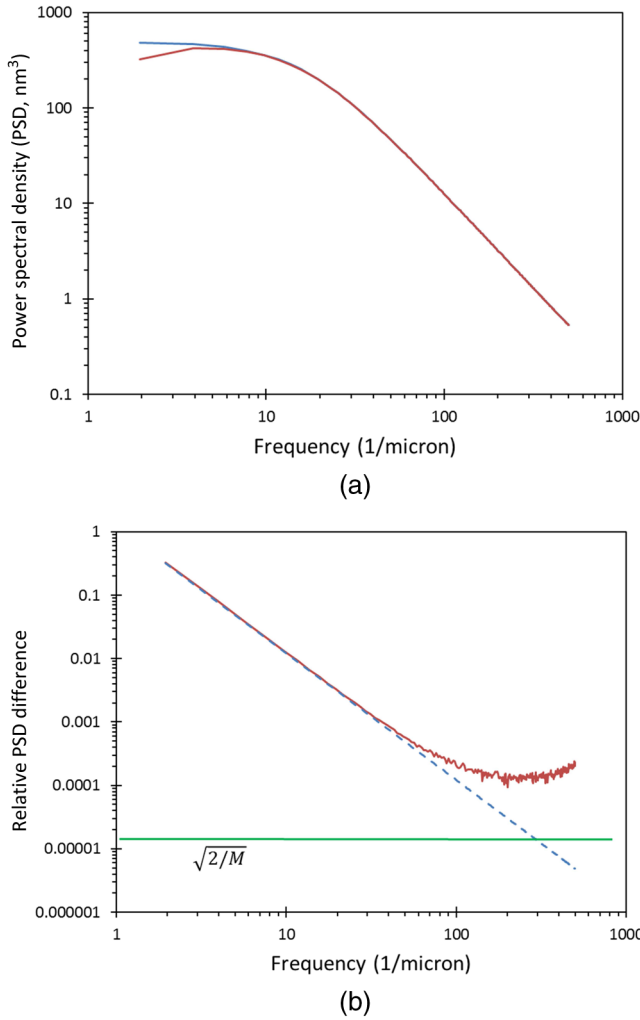 1000
100
10
1
0.1
Power spectral density (PSD, nm³)
1 10 100 1000
Frequency (1/micron)
(a)
1
0.1
0.01
0.001
0.0001
0.00001
0.000001
Relative PSD difference
√2/M
1 10 100 1000
Frequency (1/micron)
(b)